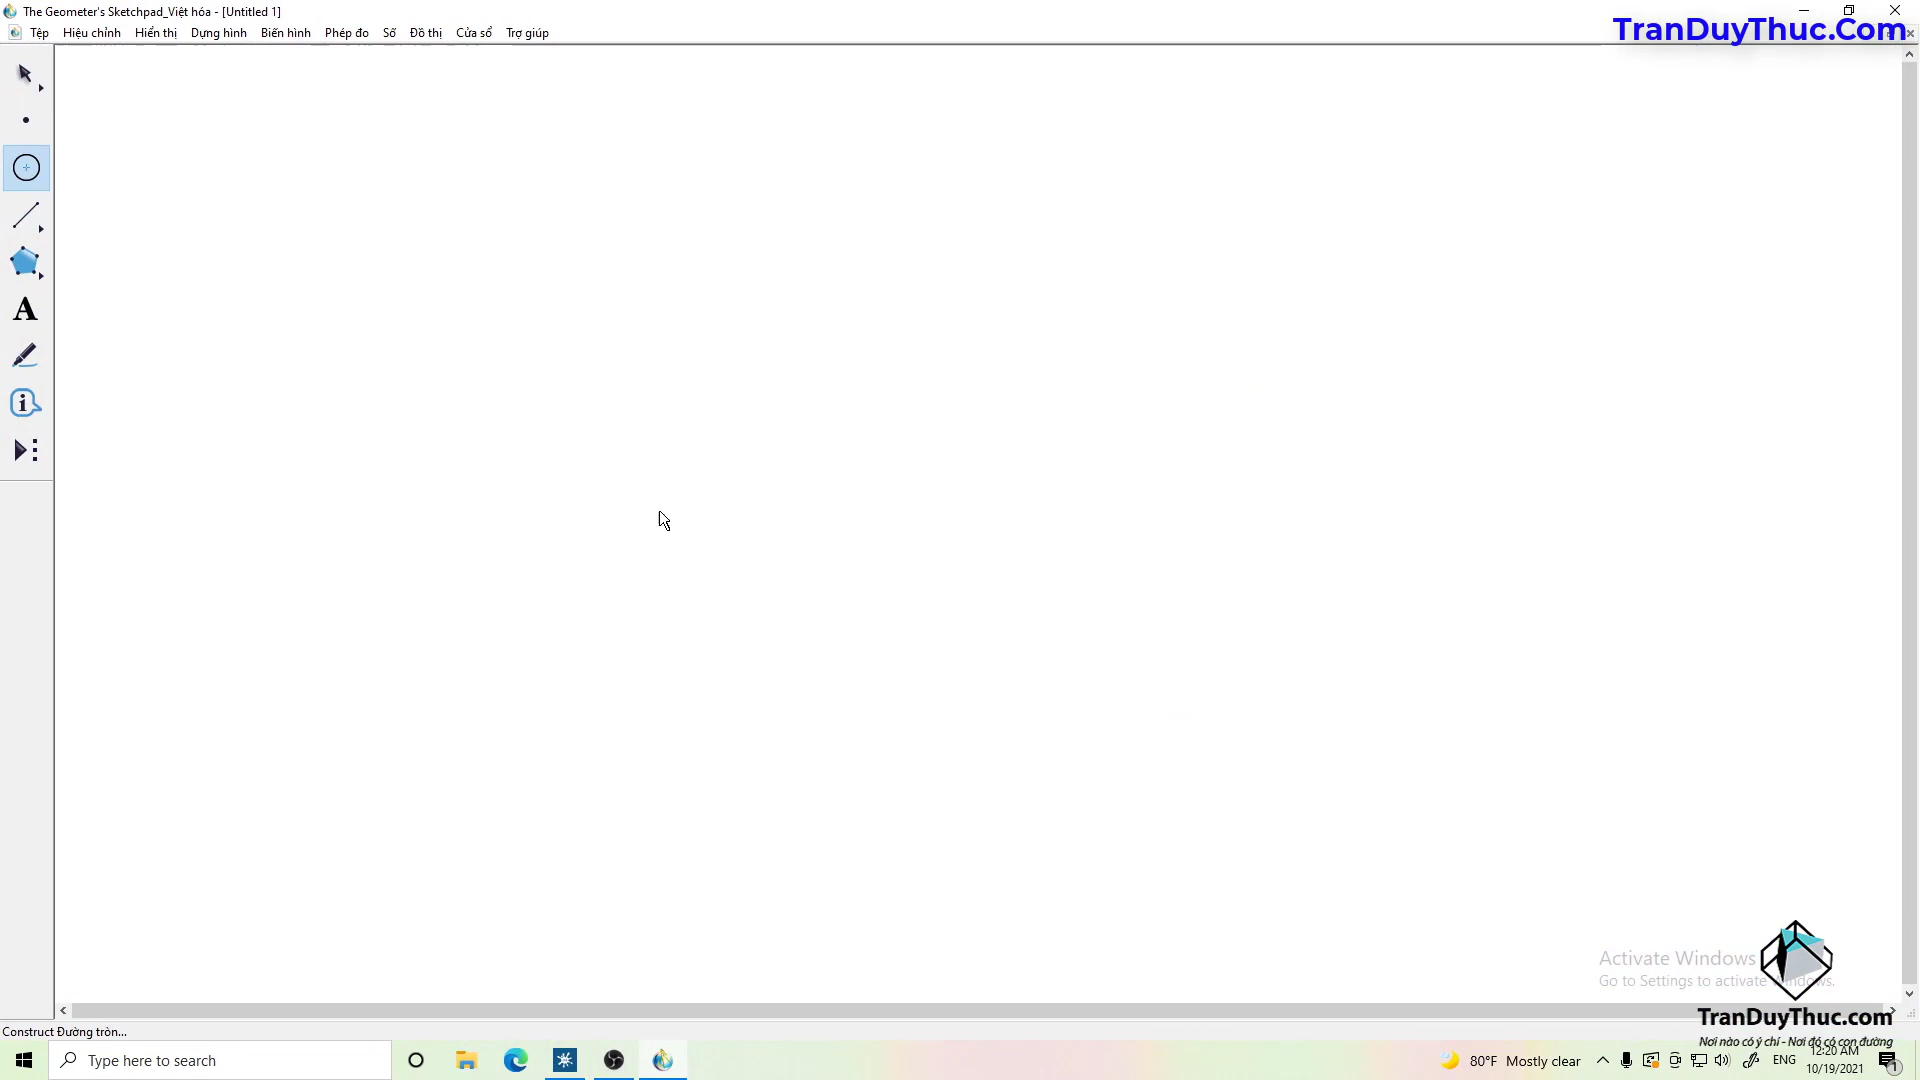 The Geometer's Sketchpad_Việt hóa - [Untitled 1]
TranDuyThuc.Com
Tệp Hiệu chỉnh Hiển thị Dựng hình Biến hình Phép đo Số Đồ thị Cửa sổ Trợ giúp
A
i
Activate Windows
Go to Settings to activate Windows.
TranDuyThuc.com
Construct Đường tròn...
Nơi nào có ý chí - Nơi đó có con đường
Type here to search
80°F Mostly clear
ENG
12:20 AM
10/19/2021
1